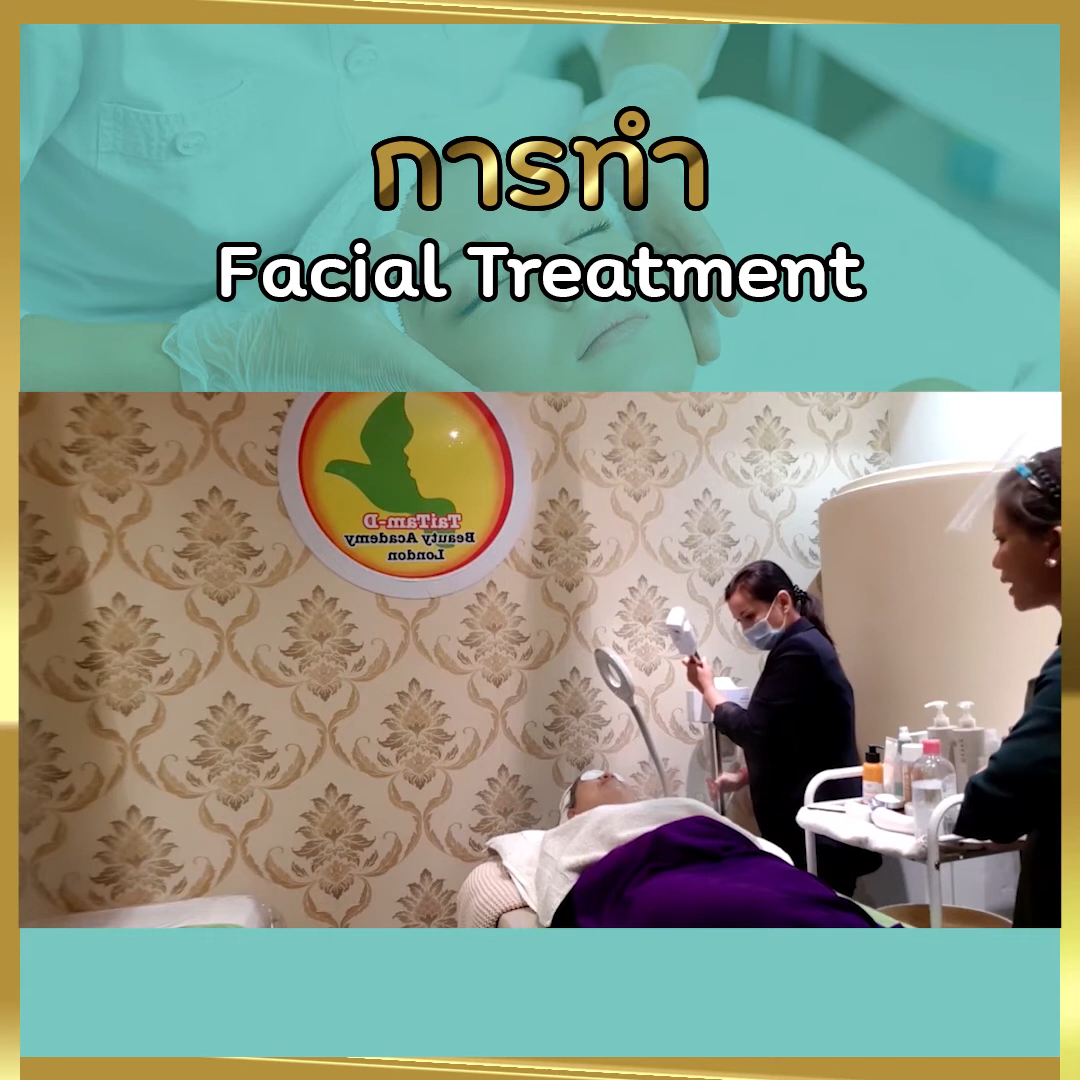 การทำ
Facial Treatment
TaiTam-D
Beauty Academy
London